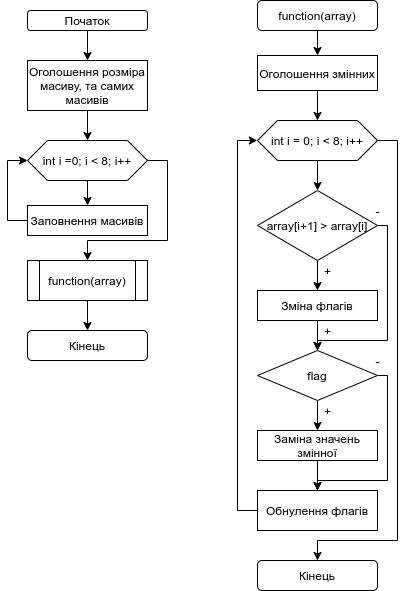 Початок
Оголошення розміра
масиву, та самих
масивів
int i =0; i < 8; i++
Заповнення масивів
function(array)
Кінець
function(array)
Оголошення змінних
int i = 0; i < 8; i++
array[i+1] > array[i]
-
+
Зміна флагів
+
flag
-
+
Заміна значень
змінної
Обнулення флагів
Кінець